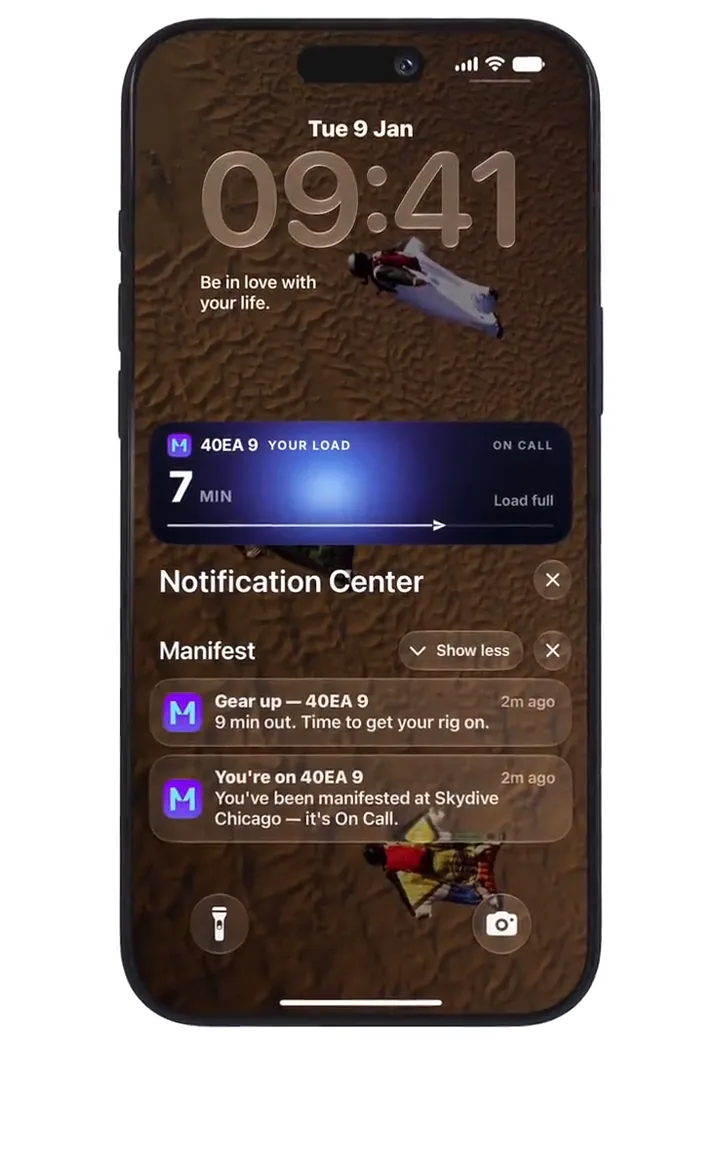 Tue 9 Jan
09:41
Be in love with
your life.
40EA 9 YOUR LOAD ON CALL
7 MIN Load full
Notification Center
Manifest Show less
Gear up — 40EA 9 2m ago
9 min out. Time to get your rig on.
You're on 40EA 9 2m ago
You've been manifested at Skydive
Chicago — it's On Call.